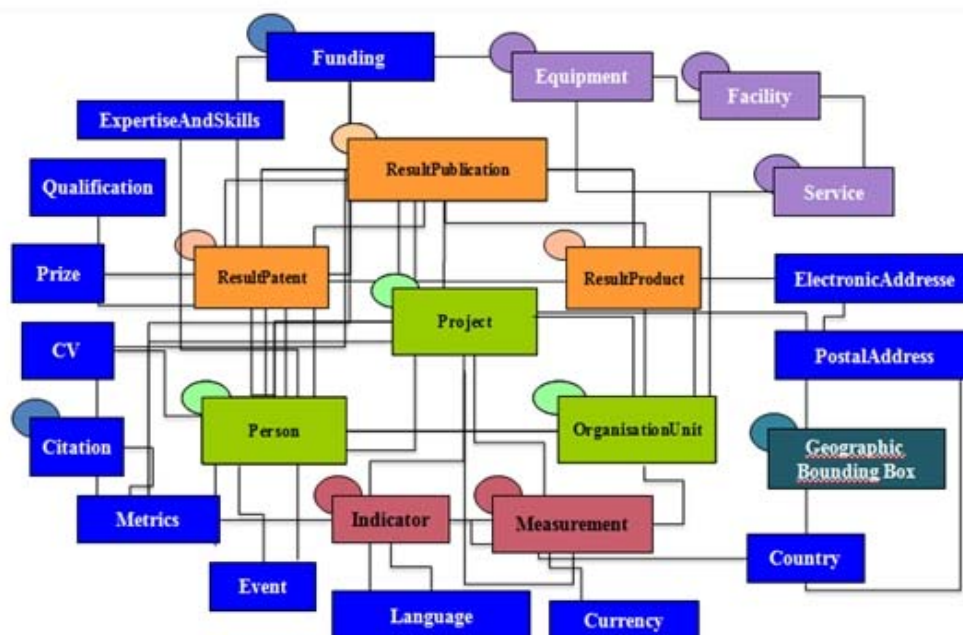 Funding
Equipment
Facility
ExpertiseAndSkills
ResultPublication
Qualification
Service
Prize
ResultPatent
ResultProduct
ElectronicAddresse
Project
CV
PostalAddress
Person
OrganisationUnit
Citation
Geographic
Bounding Box
Metrics
Indicator
Measurement
Country
Event
Language
Currency